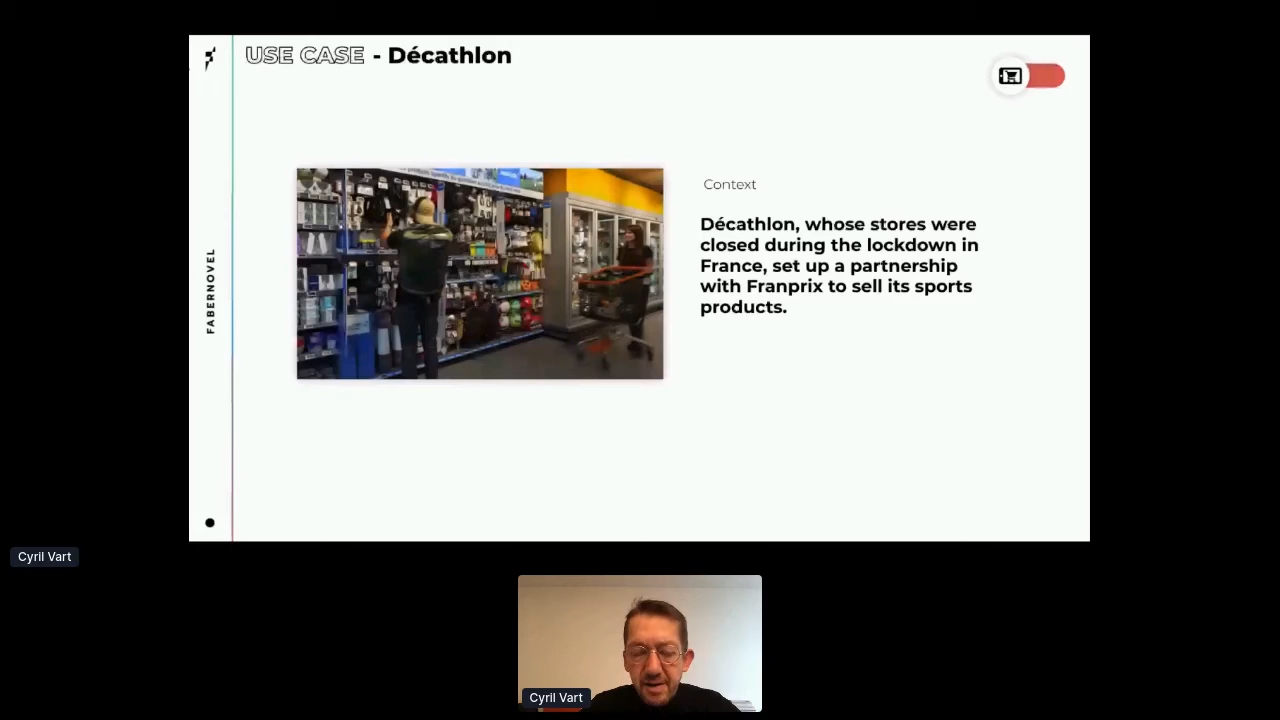 USE CASE - Décathlon
FABERNOVEL
Context
Décathlon, whose stores were
closed during the lockdown in
France, set up a partnership
with Franprix to sell its sports
products.
Cyril Vart
Cyril Vart